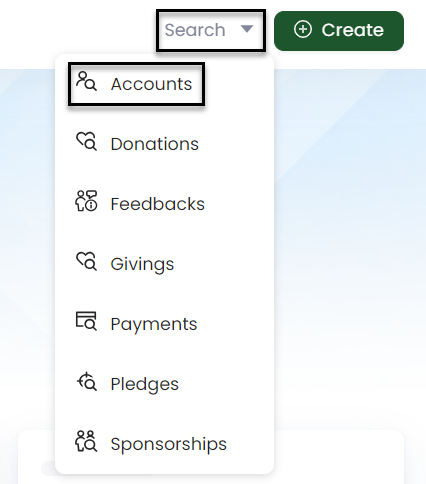 Search
Create
Accounts
Donations
Feedbacks
Givings
Payments
Pledges
Sponsorships